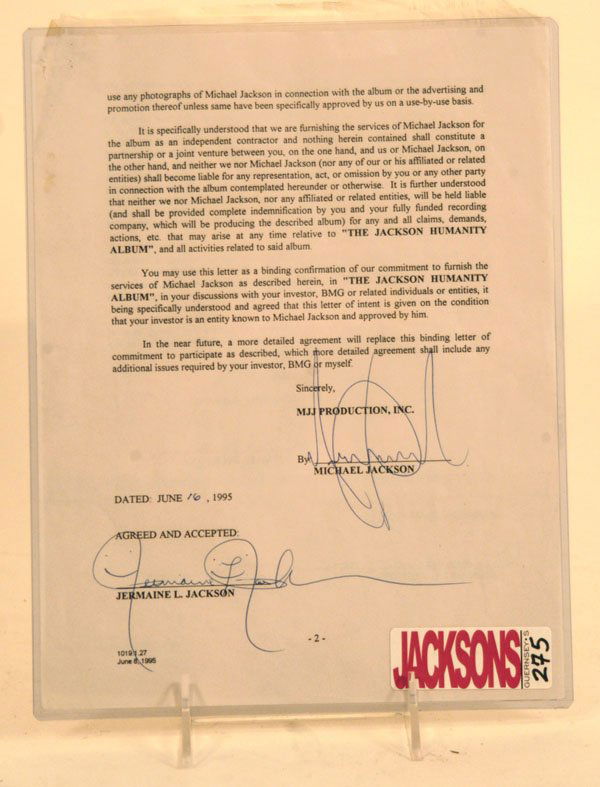 use any photographs of Michael Jackson in connection with the album or the advertising and
promotion thereof unless same have been specifically approved by us on a use-by-use basis.
It is specifically understood that we are furnishing the services of Michael Jackson for
the album as an independent contractor and nothing herein contained shall constitute a
partnership or a joint venture between you, on the one hand, and us or Michael Jackson, on
the other hand, and neither we nor Michael Jackson (nor any of our or his affiliated or related
entities) shall become liable for any representation, act, or omission by you or any other party
in connection with the album contemplated hereunder or otherwise. It is further understood
that neither we nor Michael Jackson, nor any affiliated or related entities, will be held liable
(and shall be provided complete indemnification by you and your fully funded recording
company, which will be producing the described album) for any and all claims, demands,
actions, etc. that may arise at any time relative to "THE JACKSON HUMANITY
ALBUM", and all activities related to said album.
You may use this letter as a binding confirmation of our commitment to furnish the
services of Michael Jackson as described herein, in "THE JACKSON HUMANITY
ALBUM", in your discussions with your investor, BMG or related individuals or entities, it
being specifically understood and agreed that this letter of intent is given on the condition
that your investor is an entity known to Michael Jackson and approved by him.
In the near future, a more detailed agreement will replace this binding letter of
commitment to participate as described, which more detailed agreement shall include any
additional issues required by your investor, BMG or myself.
Sincerely,
MJJ PRODUCTION, INC.
By
MICHAEL JACKSON
DATED: JUNE 16, 1995
AGREED AND ACCEPTED:
Jermaine L. Jackson
JERMAINE L. JACKSON
- 2 -
1019\1.27
June 8, 1995
JACKSONS
GUERNSEY'S
275